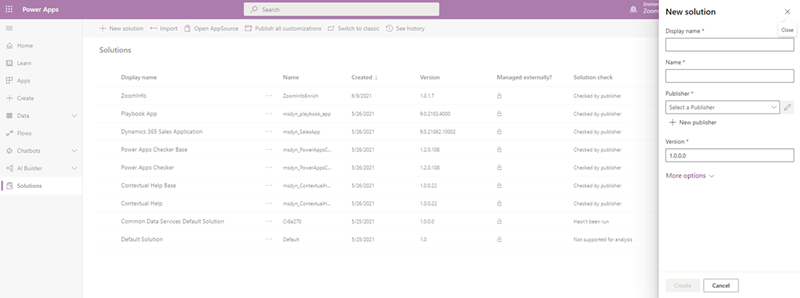 Power Apps
Search
Zoom
New solution
Close
Display name *
Name *
Publisher *
Select a Publisher
+ New publisher
Version *
1.0.0.0
More options
Create
Cancel
Home
Learn
Apps
Create
Data
Flows
Chatbots
AI Builder
Solutions
+ New solution
Import
Open AppSource
Publish all customizations
Switch to classic
See history
Solutions
Display name Name Created ↓ Version Managed externally? Solution check
ZoomInfo ... ZoomInfoEnrich 6/9/2021 1.0.1.7 Checked by publisher
Playbook App ... msdyn_playbook_app 5/26/2021 9.0.2103.4000 Checked by publisher
Dynamics 365 Sales Application ... msdyn_SalesApp 5/26/2021 9.0.21062.10002 Checked by publisher
Power Apps Checker Base ... msdyn_PowerAppsC... 5/26/2021 1.2.0.108 Checked by publisher
Power Apps Checker ... msdyn_PowerAppsC... 5/26/2021 1.2.0.108 Checked by publisher
Contextual Help Base ... msdyn_ContextualH... 5/26/2021 1.0.0.22 Checked by publisher
Contextual Help ... msdyn_ContextualH... 5/26/2021 1.0.0.22 Checked by publisher
Common Data Services Default Solution ... Cr8a270 5/25/2021 1.0.0.0 Hasn't been run
Default Solution ... Default 5/25/2021 1.0 Not supported for analysis